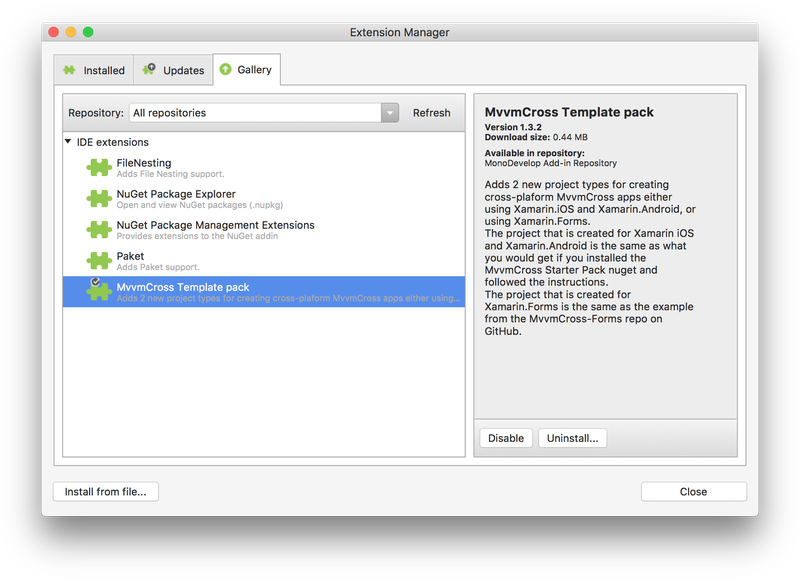 Extension Manager
Installed
Updates
Gallery
Repository:
All repositories
Refresh
IDE extensions
FileNesting
Adds File Nesting support.
NuGet Package Explorer
Open and view NuGet packages (.nupkg)
NuGet Package Management Extensions
Provides extensions to the NuGet addin
Paket
Adds Paket support.
MvvmCross Template pack
Adds 2 new project types for creating cross-plaform MvvmCross apps either using...
MvvmCross Template pack
Version 1.3.2
Download size: 0.44 MB
Available in repository:
MonoDevelop Add-in Repository
Adds 2 new project types for creating
cross-plaform MvvmCross apps either
using Xamarin.iOS and Xamarin.Android, or
using Xamarin.Forms.
The project that is created for Xamarin iOS
and Xamarin.Android is the same as what
you would get if you installed the
MvvmCross Starter Pack nuget and
followed the instructions.
The project that is created for
Xamarin.Forms is the same as the example
from the MvvmCross-Forms repo on
GitHub.
Disable
Uninstall...
Install from file...
Close